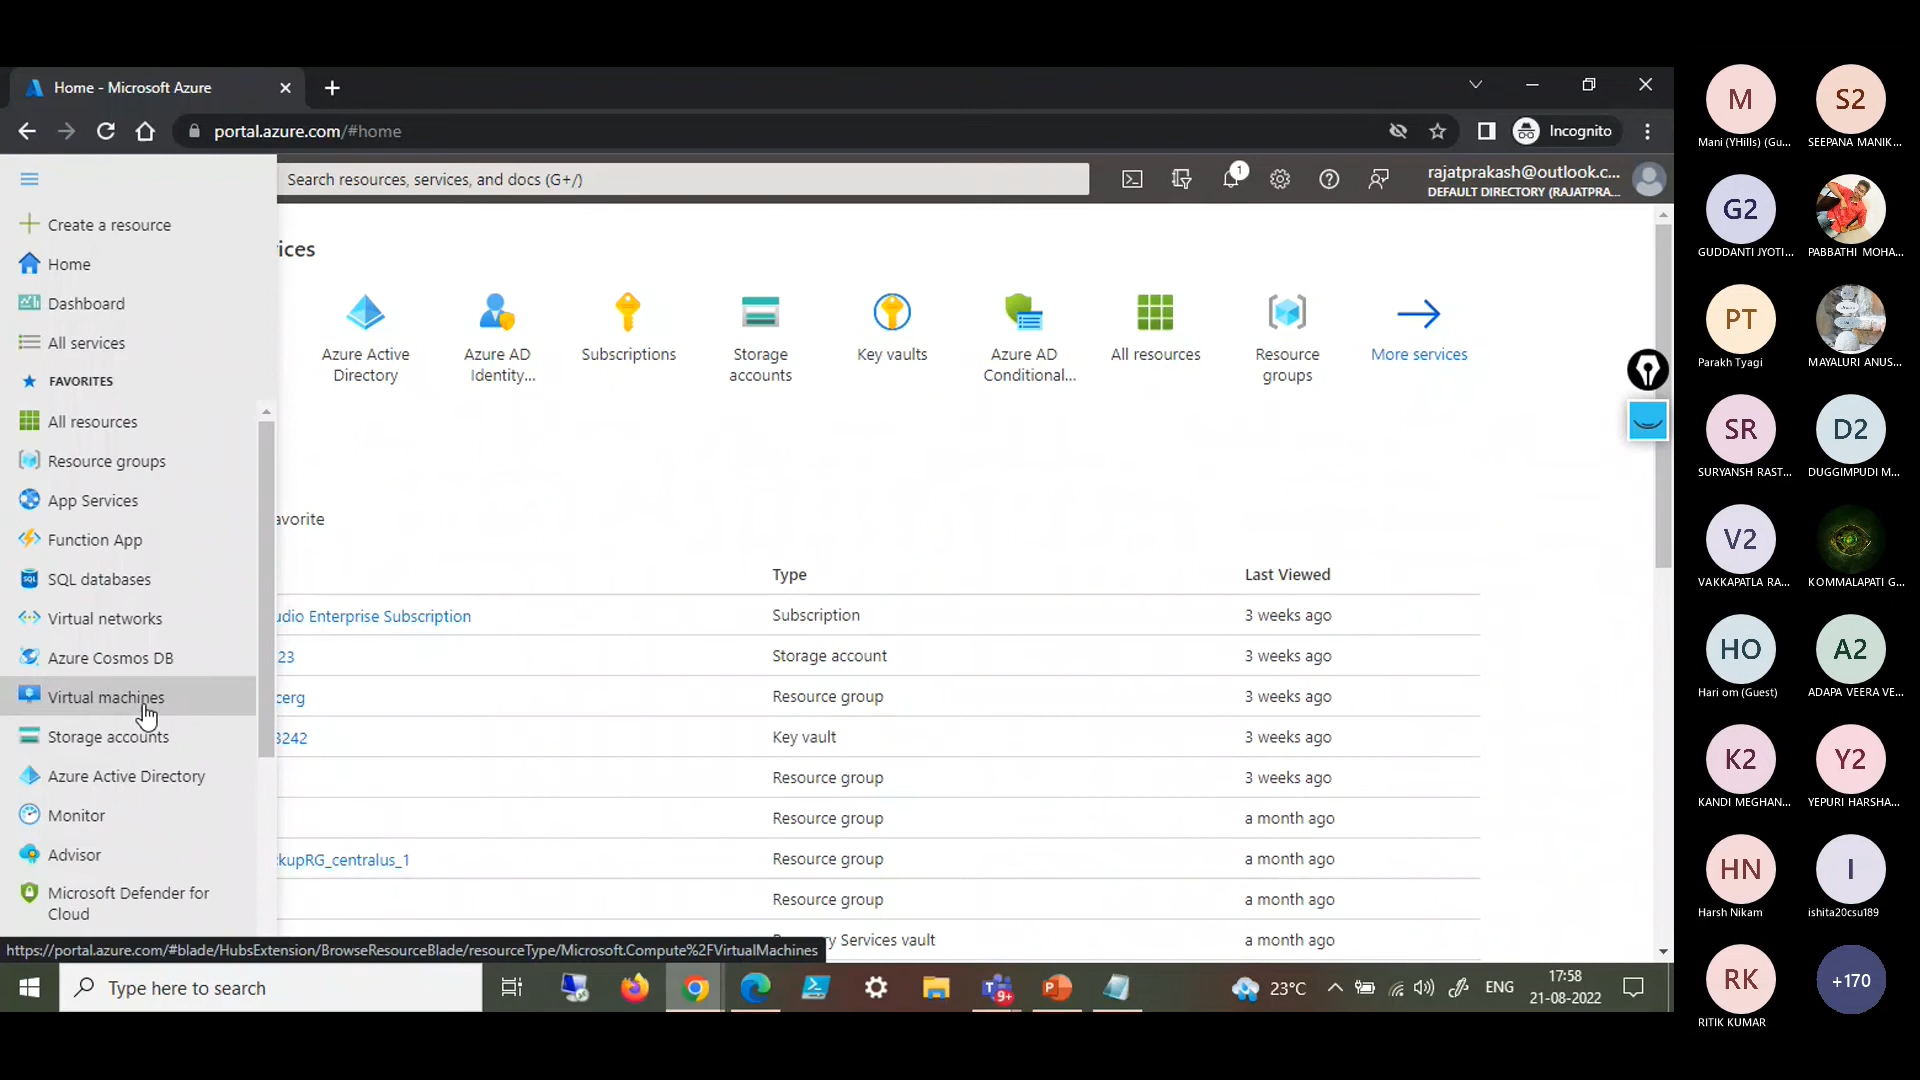 Home - Microsoft Azure
portal.azure.com/#home
Incognito
Search resources, services, and docs (G+/)
1
rajatprakash@outlook.c...
DEFAULT DIRECTORY (RAJATPRA...
Create a resource
Home
Dashboard
All services
FAVORITES
All resources
Resource groups
App Services
Function App
SQL databases
Virtual networks
Azure Cosmos DB
Virtual machines
Storage accounts
Azure Active Directory
Monitor
Advisor
Microsoft Defender for
Cloud
ices
Azure Active
Directory
Azure AD
Identity...
Subscriptions
Storage
accounts
Key vaults
Azure AD
Conditional...
All resources
Resource
groups
More services
avorite
Type Last Viewed
udio Enterprise Subscription Subscription 3 weeks ago
23 Storage account 3 weeks ago
cerg Resource group 3 weeks ago
3242 Key vault 3 weeks ago
Resource group 3 weeks ago
Resource group a month ago
kupRG_centralus_1 Resource group a month ago
Resource group a month ago
ry Services vault a month ago
https://portal.azure.com/#blade/HubsExtension/BrowseResourceBlade/resourceType/Microsoft.Compute%2FVirtualMachines
Type here to search
9+
23°C
ENG
17:58
21-08-2022
M
Mani (YHills) (Gu...
S2
SEEPANA MANIK...
G2
GUDDANTI JYOTI...
PABBATHI MOHA...
PT
Parakh Tyagi
MAYALURI ANUS...
SR
SURYANSH RAST...
D2
DUGGIMPUDI M...
V2
VAKKAPATLA RA...
KOMMALAPATI G...
HO
Hari om (Guest)
A2
ADAPA VEERA VE...
K2
KANDI MEGHAN...
Y2
YEPURI HARSHA...
HN
Harsh Nikam
I
ishita20csu189
RK
RITIK KUMAR
+170